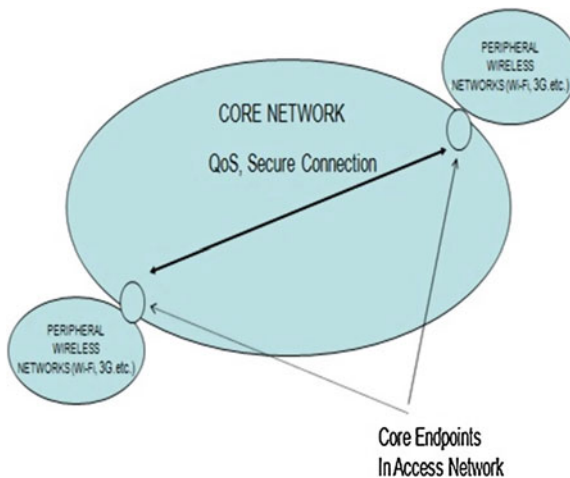 PERIPHERAL
WIRELESS
NETWORKS (Wi-Fi, 3G.etc.)
CORE NETWORK
QoS, Secure Connection
PERIPHERAL
WIRELESS
NETWORKS (Wi-Fi, 3G.etc.)
Core Endpoints
In Access Network